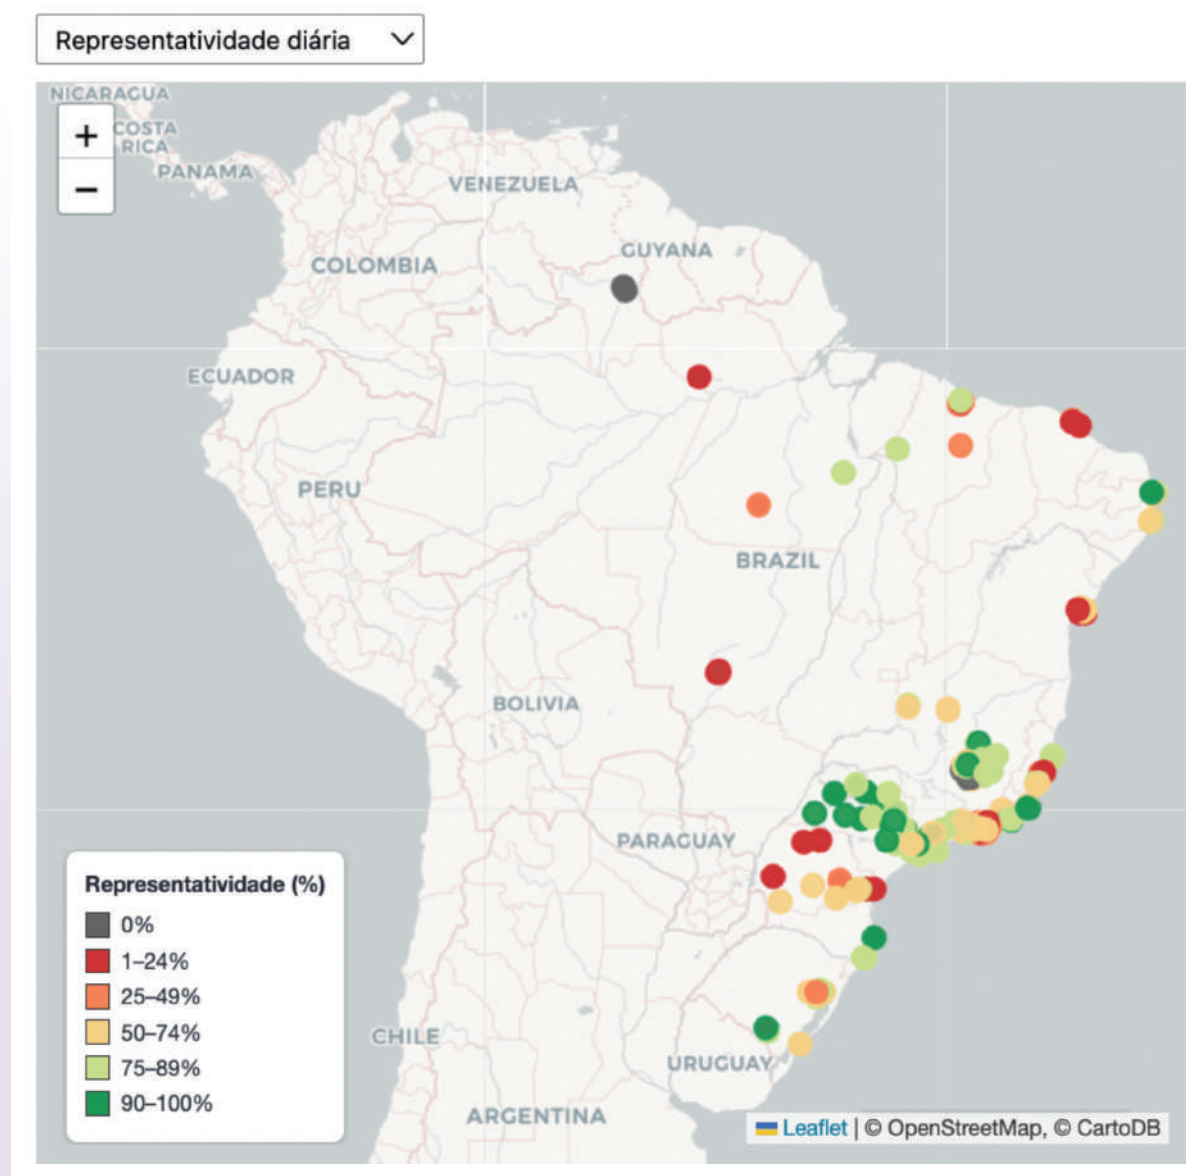 Representatividade diária
NICARAGUA
+
COSTA
RICA
PANAMA
−
VENEZUELA
GUYANA
COLOMBIA
ECUADOR
PERU
BRAZIL
BOLIVIA
PARAGUAY
Representatividade (%)
0%
1–24%
25–49%
50–74%
75–89%
90–100%
CHILE
URUGUAY
ARGENTINA
Leaflet | © OpenStreetMap, © CartoDB